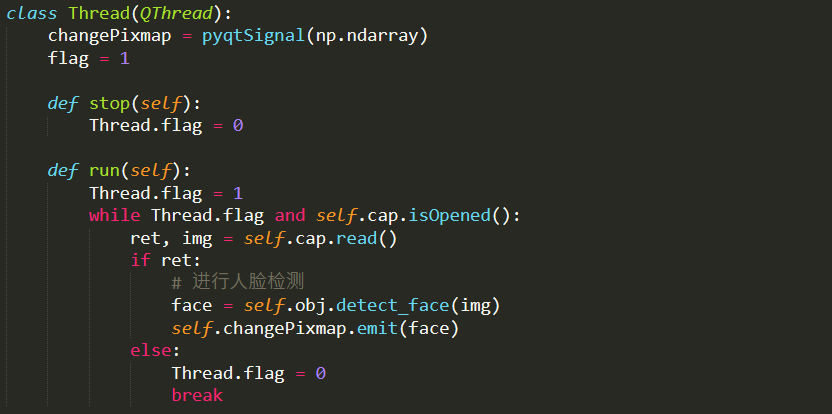 class Thread(QThread):
    changePixmap = pyqtSignal(np.ndarray)
    flag = 1

    def stop(self):
        Thread.flag = 0

    def run(self):
        Thread.flag = 1
        while Thread.flag and self.cap.isOpened():
            ret, img = self.cap.read()
            if ret:
                # 进行人脸检测
                face = self.obj.detect_face(img)
                self.changePixmap.emit(face)
            else:
                Thread.flag = 0
                break